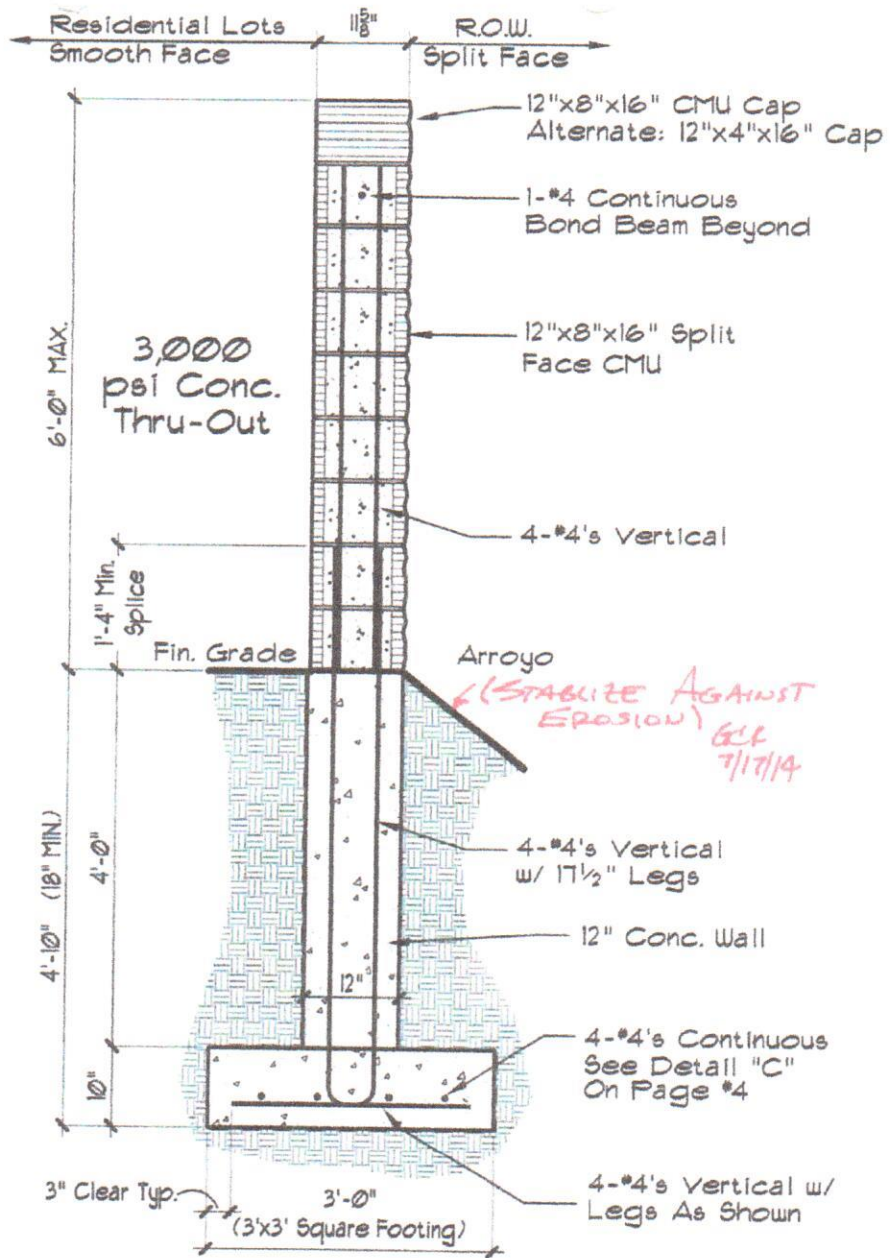 Residential Lots
Smooth Face
11 5/8"
R.O.W.
Split Face
12"x8"x16" CMU Cap
Alternate: 12"x4"x16" Cap
1-#4 Continuous
Bond Beam Beyond
6'-0" MAX.
3,000
psi Conc.
Thru-Out
12"x8"x16" Split
Face CMU
4-#4's Vertical
1'-4" Min.
Splice
Fin. Grade
Arroyo
(STABLIZE AGAINST
EROSION)
GCR
7/17/14
4'-10" (18" MIN.)
4'-0"
4-#4's Vertical
w/ 17½" Legs
12" Conc. Wall
12"
4-#4's Continuous
See Detail "C"
On Page #4
10"
3" Clear Typ.
3'-0"
(3'x3' Square Footing)
4-#4's Vertical w/
Legs As Shown